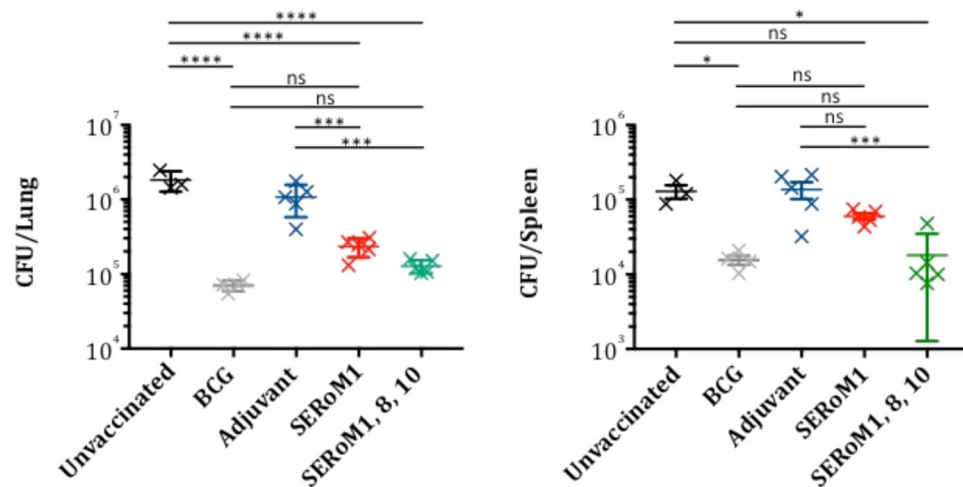 ****
****
****
ns
ns
***
***
10⁷
10⁶
10⁵
10⁴
CFU/Lung
Unvaccinated
BCG
Adjuvant
SERoM1
SERoM1, 8, 10
*
ns
*
ns
ns
ns
***
10⁶
10⁵
10⁴
10³
CFU/Spleen
Unvaccinated
BCG
Adjuvant
SERoM1
SERoM1, 8, 10